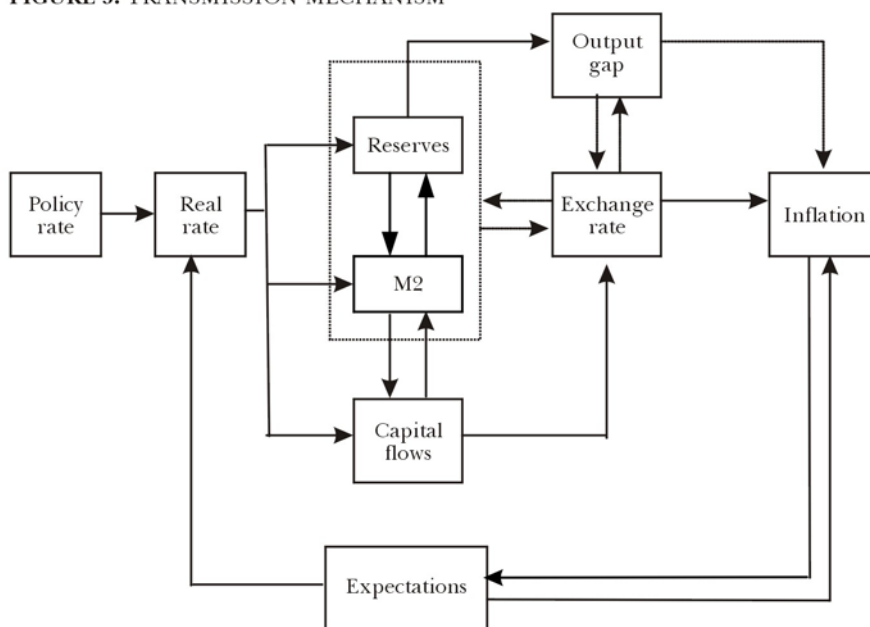 FIGURE 3. TRANSMISSION MECHANISM
Output
gap
Reserves
Policy
rate
Real
rate
Exchange
rate
Inflation
M2
Capital
flows
Expectations